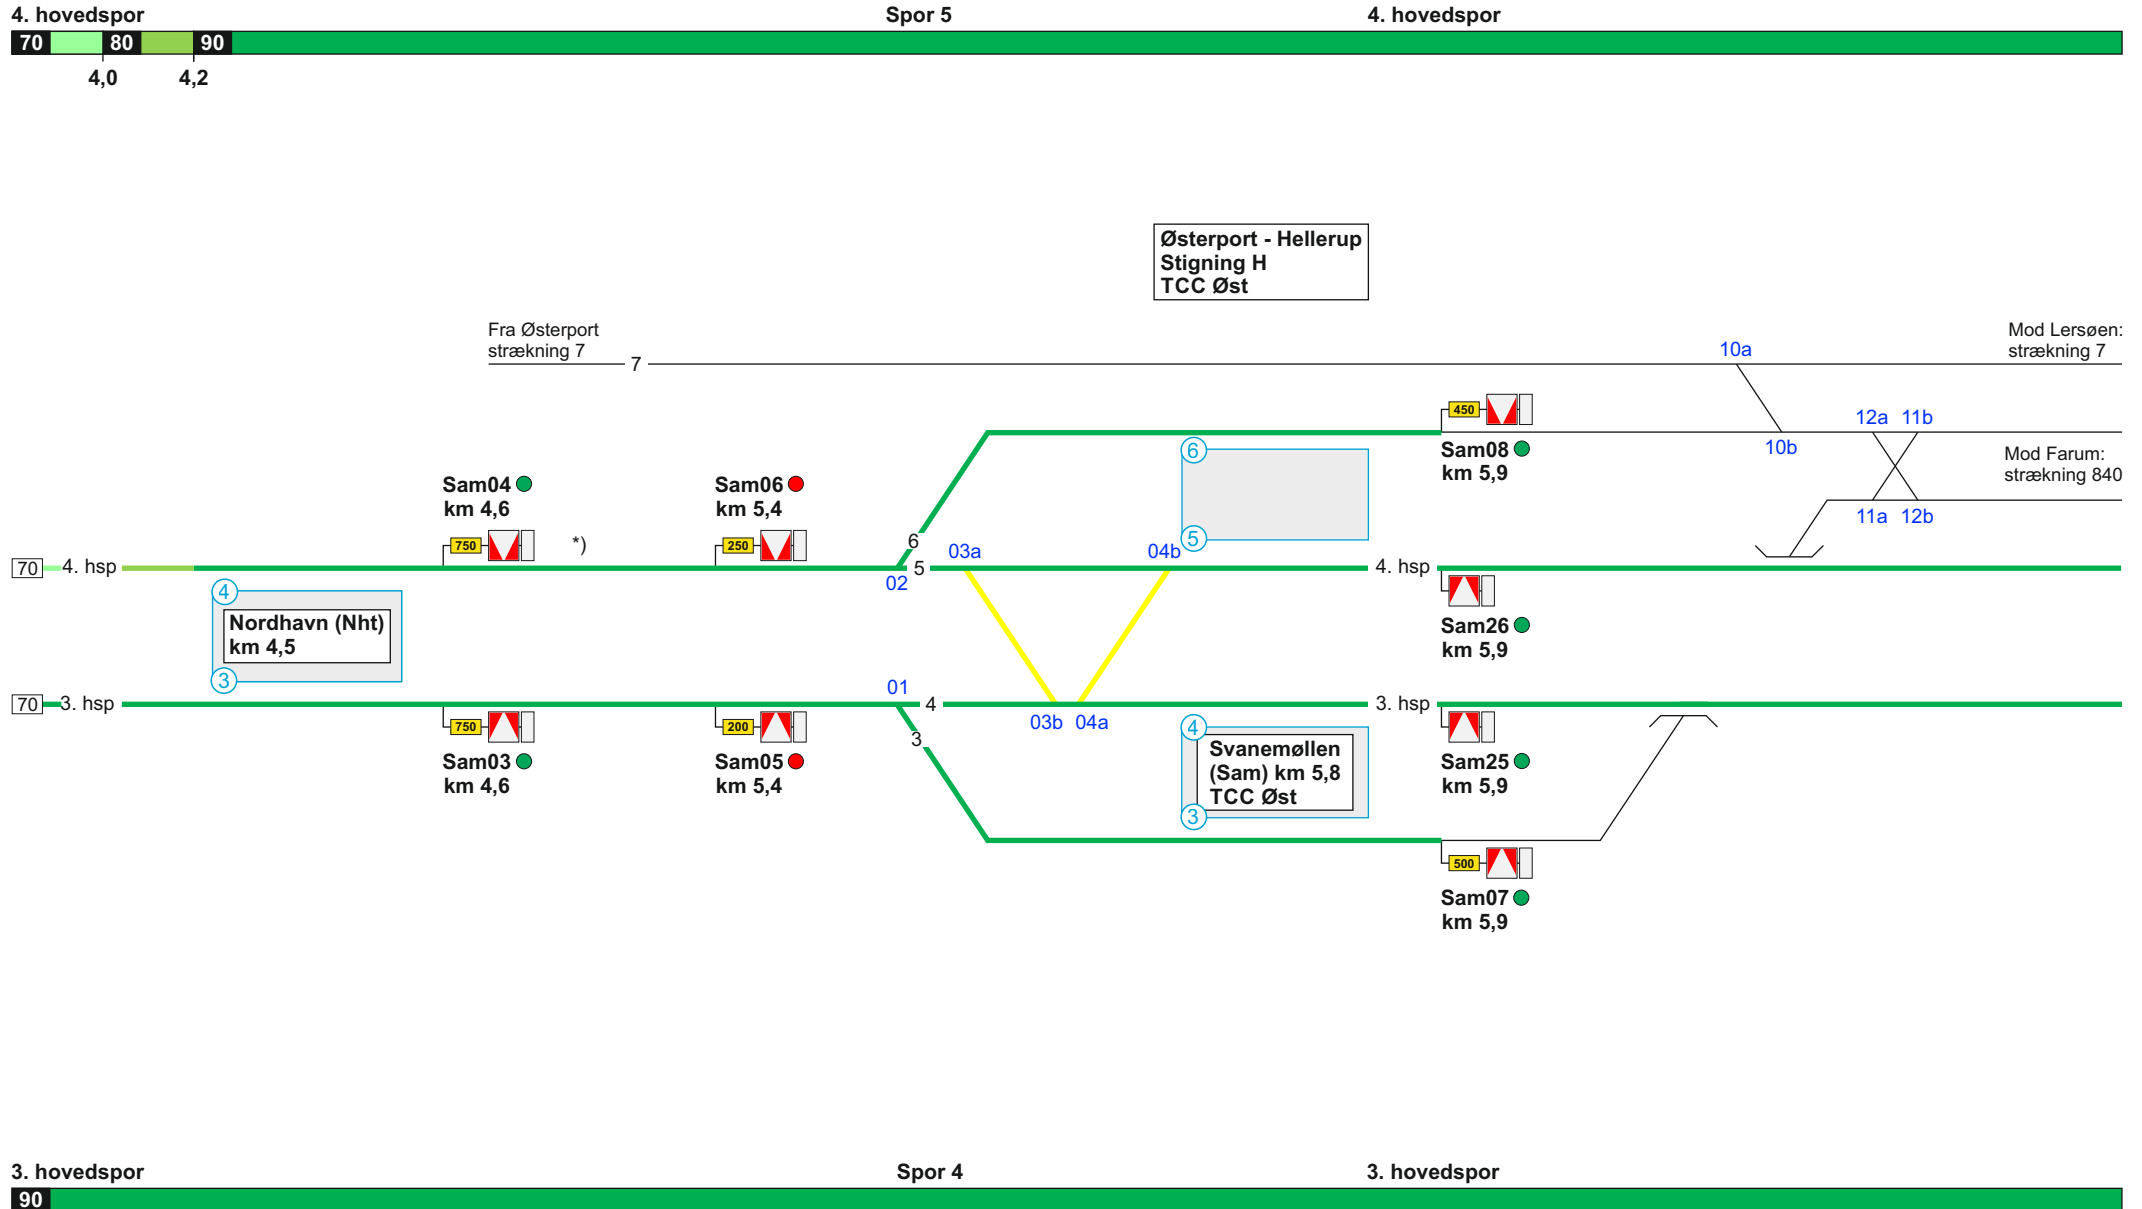 4. hovedspor Spor 5 4. hovedspor
70 80 90
4,0 4,2
Østerport - Hellerup
Stigning H
TCC Øst
Fra Østerport
strækning 7
7
10a
Mod Lersøen:
strækning 7
450
12a 11b
10b
Sam08
km 5,9
Mod Farum:
strækning 840
11a 12b
6
5
Sam04
km 4,6
750
*)
Sam06
km 5,4
250
6
03a
04b
70 4. hsp
5
4. hsp
02
4
Nordhavn (Nht)
km 4,5
3
Sam26
km 5,9
01
70 3. hsp
4
3. hsp
03b 04a
3
750
Sam03
km 4,6
200
Sam05
km 5,4
4
Svanemøllen
(Sam) km 5,8
TCC Øst
3
Sam25
km 5,9
500
Sam07
km 5,9
3. hovedspor Spor 4 3. hovedspor
90